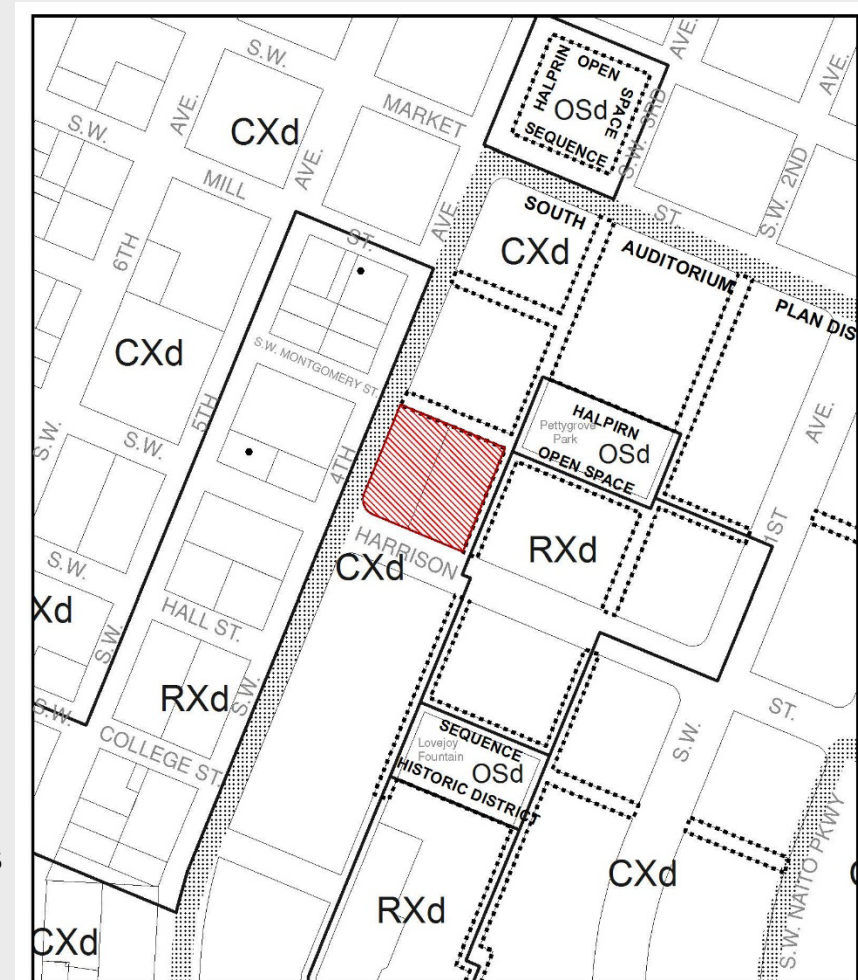 S.W.
AVE.
AVE.
HALPRIN
OPEN
SPACE
OSd
SEQUENCE
S.W. 3RD
S.W.
AVE.
CXd
MARKET
MILL
AVE.
S.W. 2ND
ST.
6TH
ST.
AVE.
SOUTH
CXd
AUDITORIUM
PLAN DIS
CXd
S.W. MONTGOMERY ST.
5TH
S.W.
S.W.
4TH
HALPIRN
Pettygrove
Park
OSd
OPEN SPACE
AVE.
1ST
HARRISON
CXd
RXd
S.W.
Xd
HALL ST.
S.W.
RXd
S.W.
S.W.
COLLEGE ST.
SEQUENCE
Lovejoy
Fountain
OSd
HISTORIC DISTRICT
S.W.
ST.
CXd
RXd
CXd
S.W. NAITO PKWY